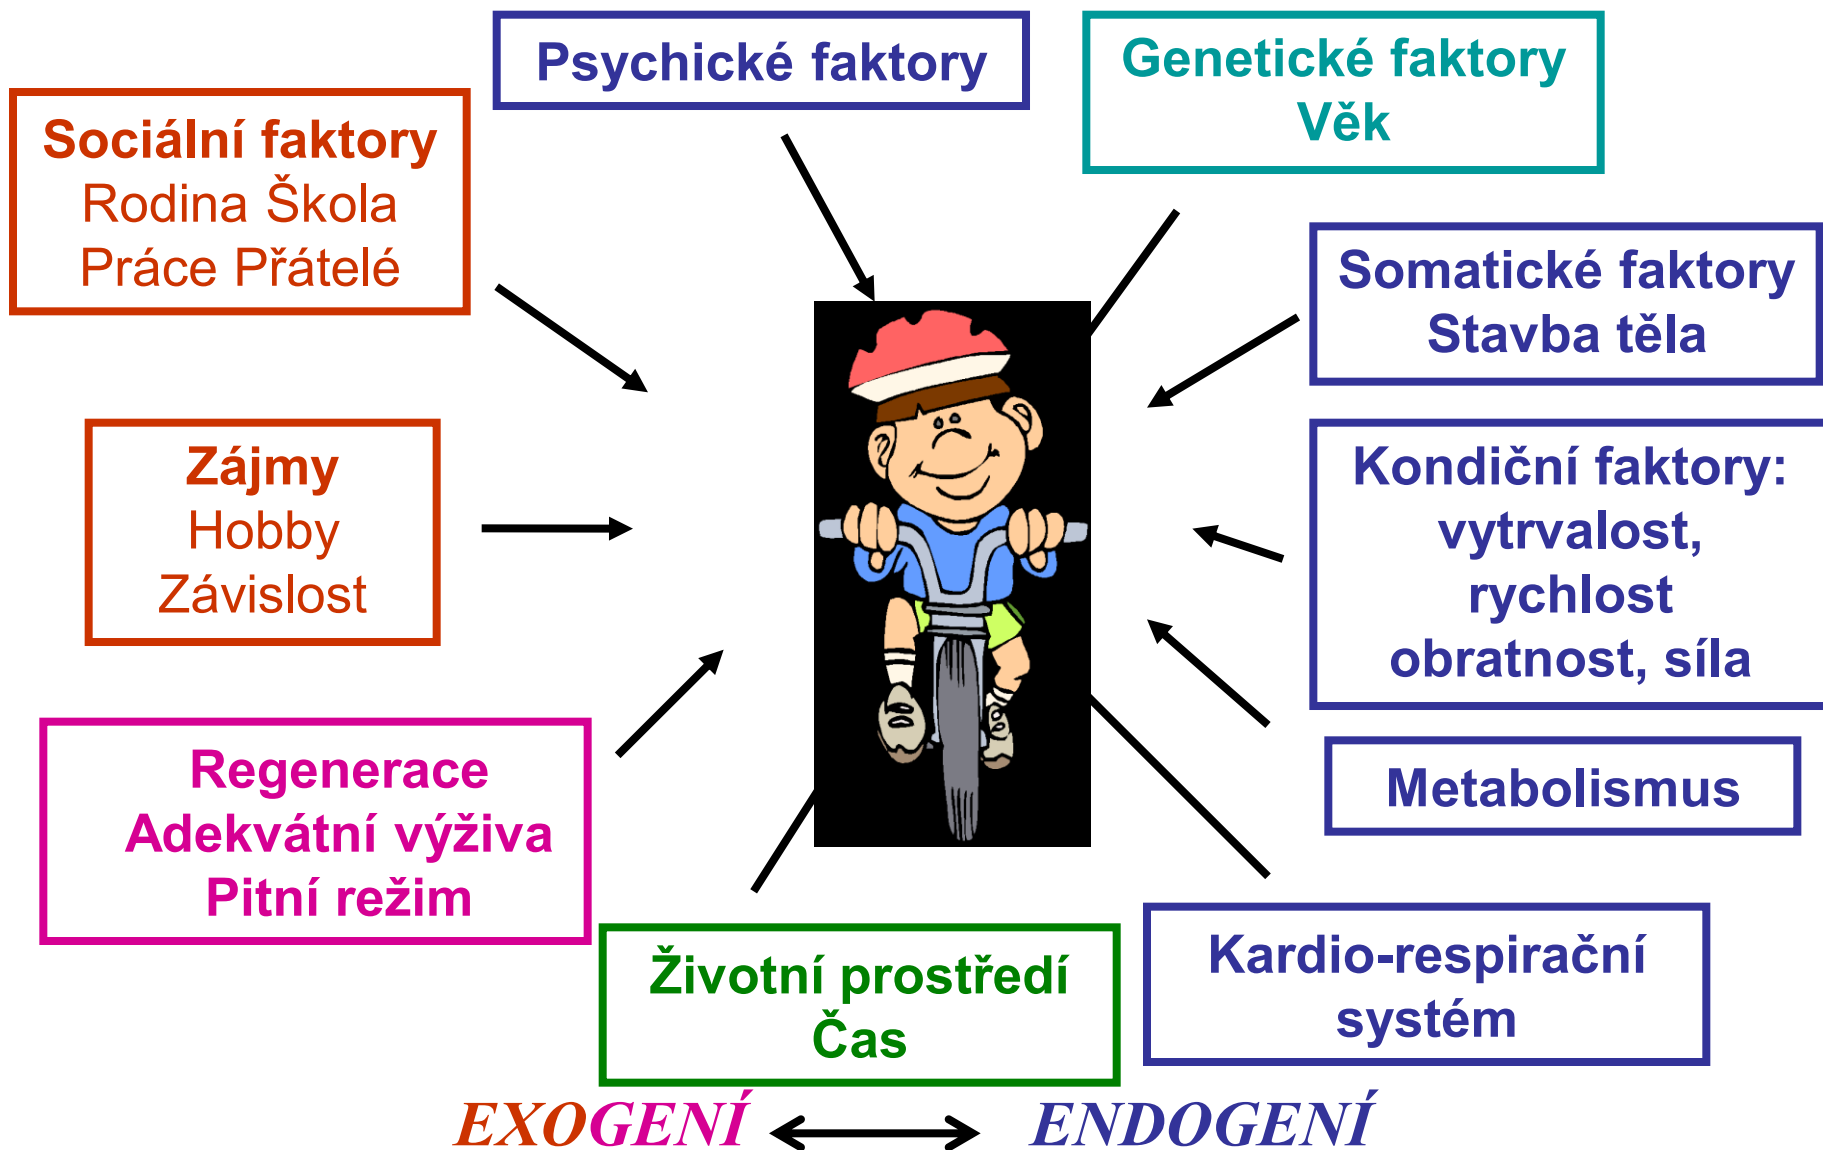 Psychické faktory
Genetické faktory
Věk
Sociální faktory
Rodina Škola
Práce Přátelé
Somatické faktory
Stavba těla
Zájmy
Hobby
Závislost
Kondiční faktory:
vytrvalost,
rychlost
obratnost, síla
Regenerace
Adekvátní výživa
Pitní režim
Metabolismus
Životní prostředí
Čas
Kardio-respirační
systém
EXOGENÍ
ENDOGENÍ